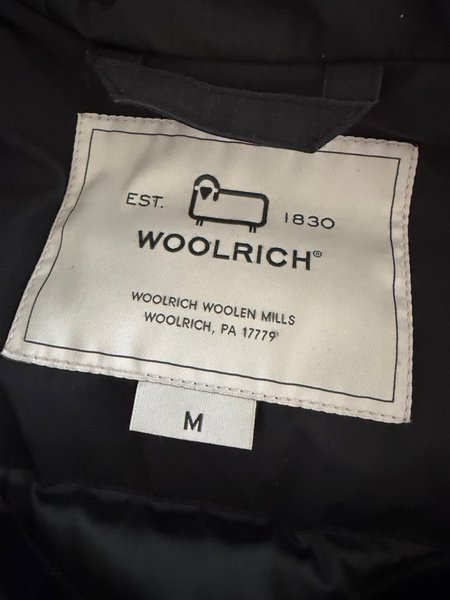 EST. 1830
WOOLRICH®
WOOLRICH WOOLEN MILLS
WOOLRICH, PA 17779
M